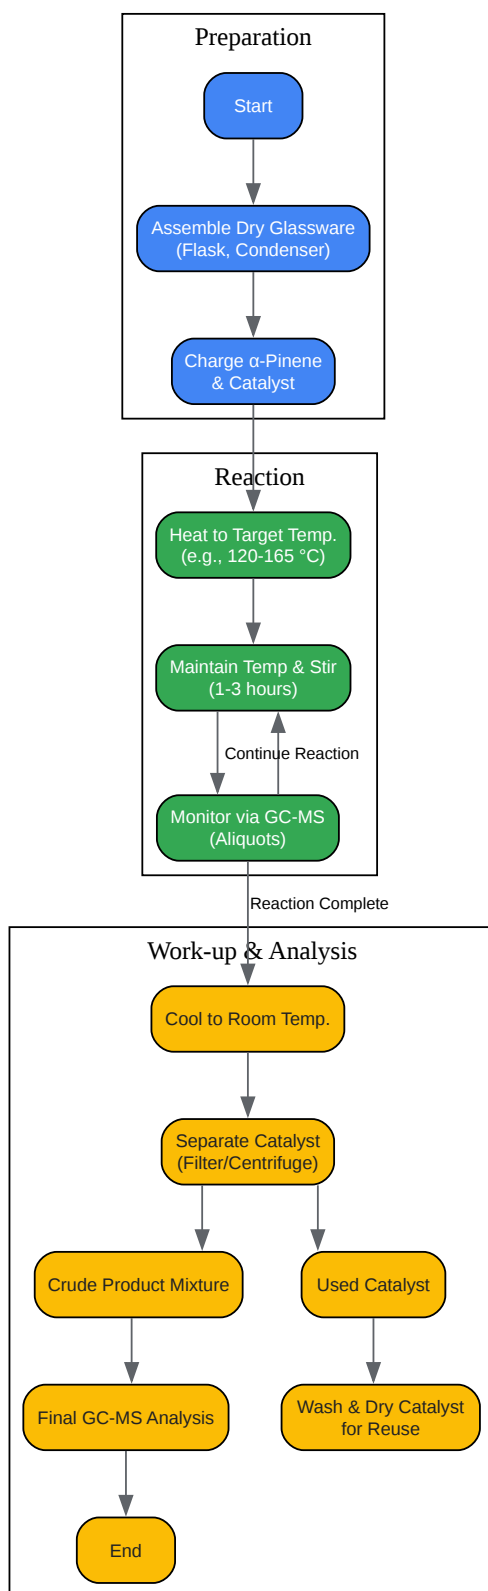 Preparation
Start
Assemble Dry Glassware
(Flask, Condenser)
Charge α-Pinene
& Catalyst
Reaction
Heat to Target Temp.
(e.g., 120-165 °C)
Maintain Temp & Stir
(1-3 hours)
Continue Reaction
Monitor via GC-MS
(Aliquots)
Reaction Complete
Work-up & Analysis
Cool to Room Temp.
Separate Catalyst
(Filter/Centrifuge)
Crude Product Mixture
Used Catalyst
Final GC-MS Analysis
Wash & Dry Catalyst
for Reuse
End